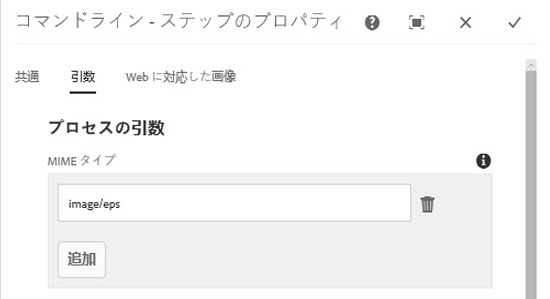 コマンドライン - ステップのプロパティ
共通 引数 Web に対応した画像
プロセスの引数
MIME タイプ
image/eps
追加